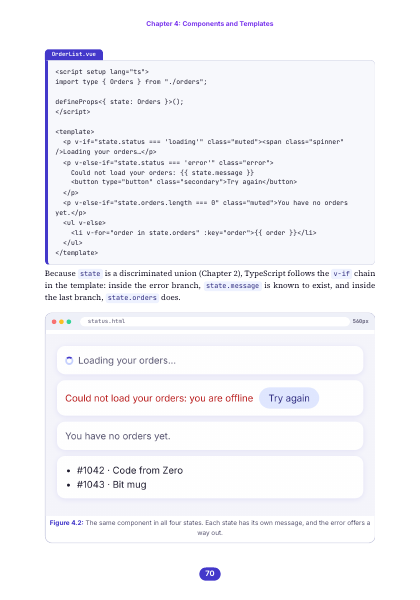 Chapter 4: Components and Templates
OrderList.vue
<script setup lang="ts">
import type { Orders } from "./orders";
defineProps<{ state: Orders }>();
</script>
<template>
<p v-if="state.status === 'loading'" class="muted"><span class="spinner"
/>Loading your orders…</p>
<p v-else-if="state.status === 'error'" class="error">
Could not load your orders: {{ state.message }}
<button type="button" class="secondary">Try again</button>
</p>
<p v-else-if="state.orders.length === 0" class="muted">You have no orders
yet.</p>
<ul v-else>
<li v-for="order in state.orders" :key="order">{{ order }}</li>
</ul>
</template>
Because state is a discriminated union (Chapter 2), TypeScript follows the v-if chain
in the template: inside the error branch, state.message is known to exist, and inside
the last branch, state.orders does.
status.html
560px
Loading your orders…
Could not load your orders: you are offline Try again
You have no orders yet.
• #1042 · Code from Zero
• #1043 · Bit mug
Figure 4.2: The same component in all four states. Each state has its own message, and the error offers a
way out.
70